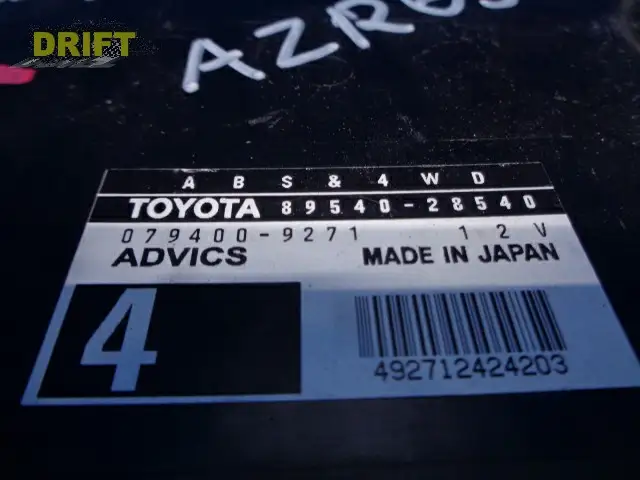 DRIFT
AZR6
ABS&4WD
TOYOTA 89540-28540
079400-9271 12V
ADVICS MADE IN JAPAN
4
492712424203